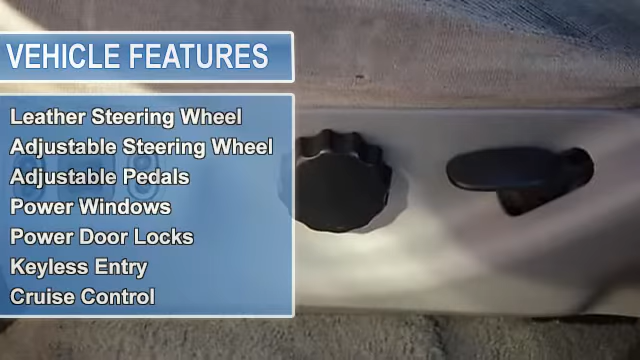 VEHICLE FEATURES
Leather Steering Wheel
Adjustable Steering Wheel
Adjustable Pedals
Power Windows
Power Door Locks
Keyless Entry
Cruise Control